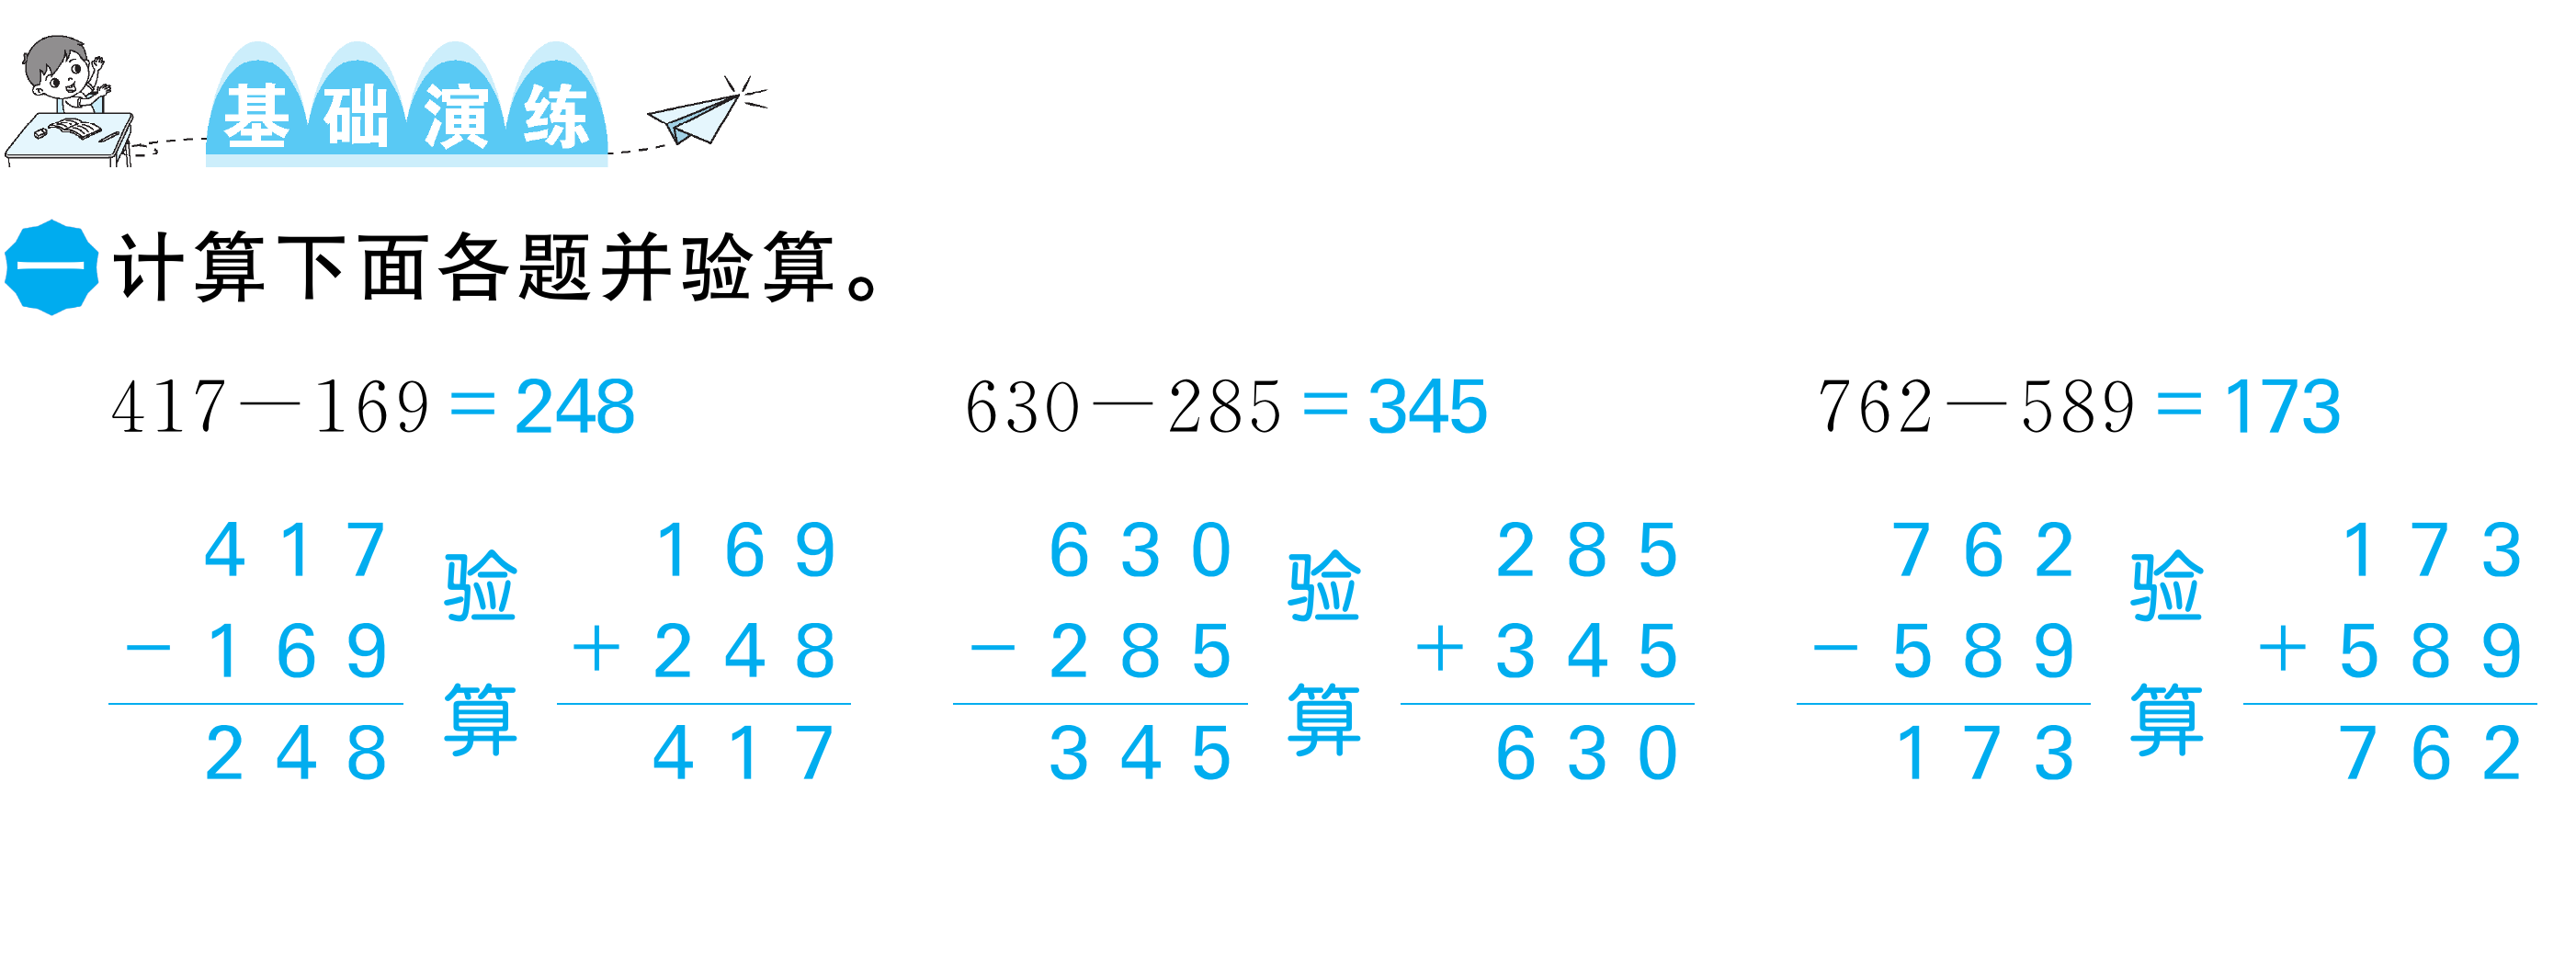 基础演练
一 计算下面各题并验算。
417－169＝248 630－285＝345 762－589＝173
4 1 7 验 1 6 9 6 3 0 验 2 8 5 7 6 2 验 1 7 3
－1 6 9 ＋2 4 8 －2 8 5 ＋3 4 5 －5 8 9 ＋5 8 9
2 4 8 算 4 1 7 3 4 5 算 6 3 0 1 7 3 算 7 6 2